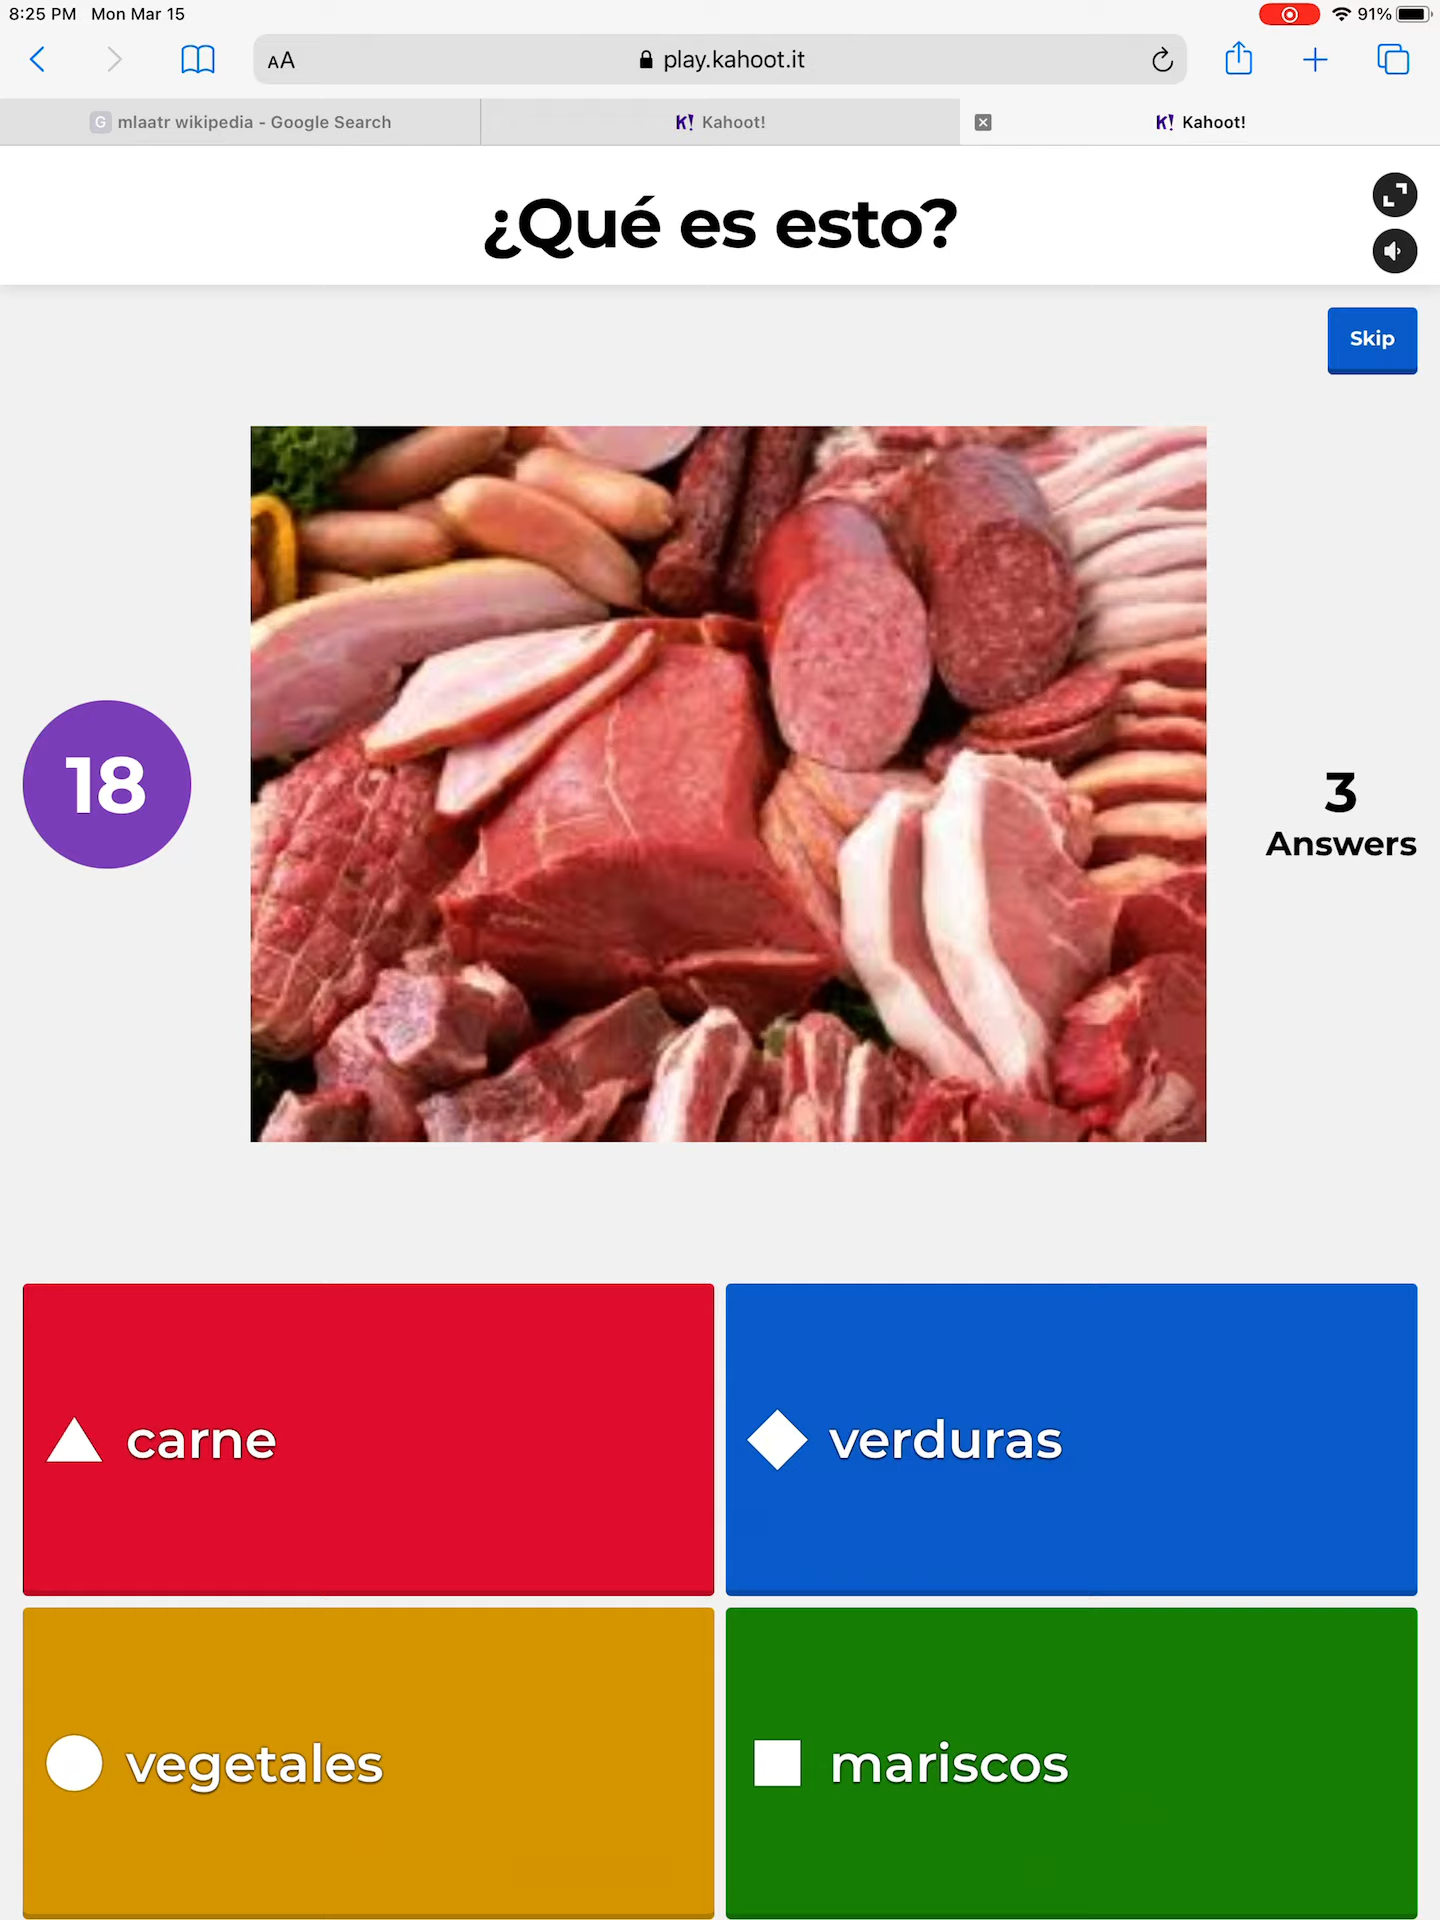 8:25 PM Mon Mar 15
91%
AA
play.kahoot.it
G mlaatr wikipedia - Google Search
K! Kahoot!
K! Kahoot!
¿Qué es esto?
Skip
18
3
Answers
carne
verduras
vegetales
mariscos